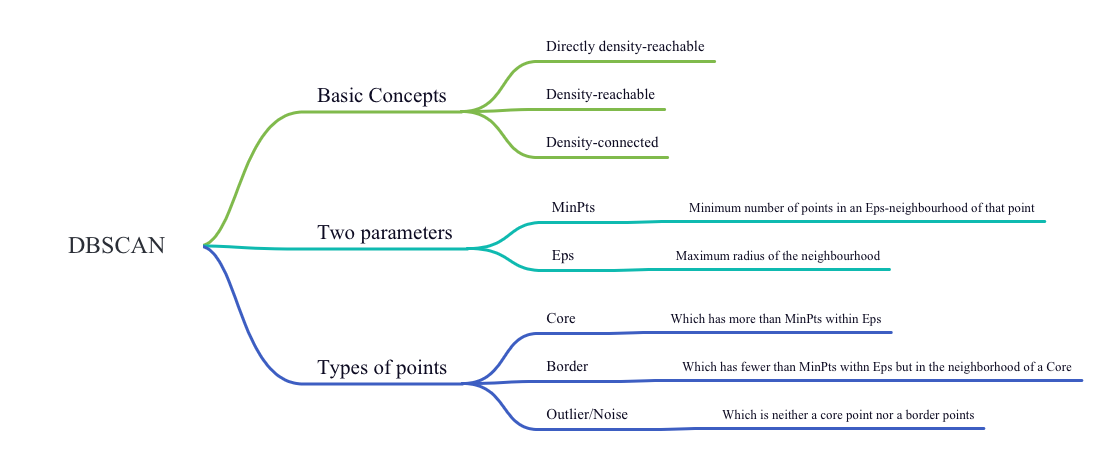 Directly density-reachable
Basic Concepts
Density-reachable
Density-connected
MinPts
Minimum number of points in an Eps-neighbourhood of that point
DBSCAN
Two parameters
Eps
Maximum radius of the neighbourhood
Core
Which has more than MinPts within Eps
Types of points
Border
Which has fewer than MinPts withn Eps but in the neighborhood of a Core
Outlier/Noise
Which is neither a core point nor a border points